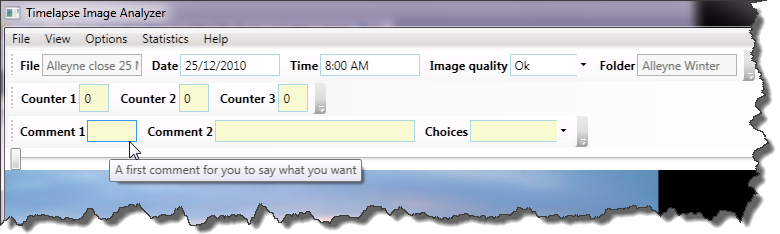 Timelapse Image Analyzer
File View Options Statistics Help
File Alleyne close 25 Date 25/12/2010 Time 8:00 AM Image quality Ok Folder Alleyne Winter
Counter 1 0 Counter 2 0 Counter 3 0
Comment 1 Comment 2 Choices
A first comment for you to say what you want